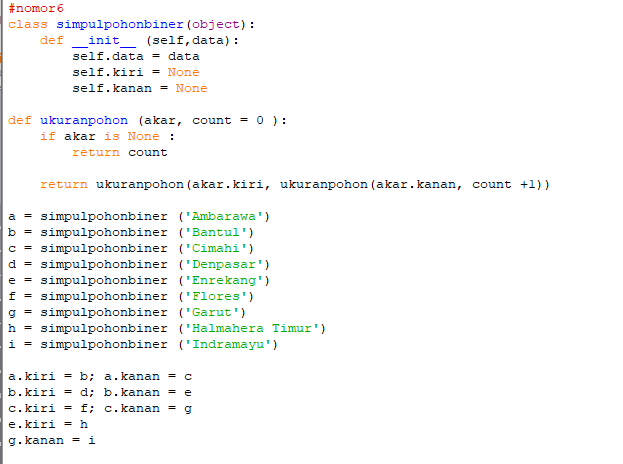 #nomor6
class simpulpohonbiner(object):
    def __init__ (self,data):
        self.data = data
        self.kiri = None
        self.kanan = None

def ukuranpohon (akar, count = 0 ):
    if akar is None :
        return count

    return ukuranpohon(akar.kiri, ukuranpohon(akar.kanan, count +1))

a = simpulpohonbiner ('Ambarawa')
b = simpulpohonbiner ('Bantul')
c = simpulpohonbiner ('Cimahi')
d = simpulpohonbiner ('Denpasar')
e = simpulpohonbiner ('Enrekang')
f = simpulpohonbiner ('Flores')
g = simpulpohonbiner ('Garut')
h = simpulpohonbiner ('Halmahera Timur')
i = simpulpohonbiner ('Indramayu')

a.kiri = b; a.kanan = c
b.kiri = d; b.kanan = e
c.kiri = f; c.kanan = g
e.kiri = h
g.kanan = i